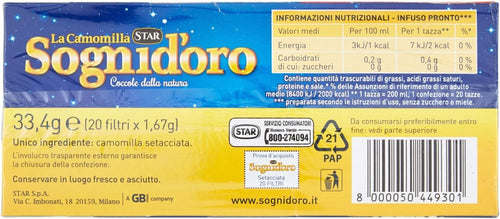 La Camomilla STAR
Sognid'oro
Coccole dalla natura
33,4g e (20 filtri x 1,67g)
Unico ingrediente: camomilla setacciata.
L'involucro trasparente esterno garantisce
la chiusura della confezione.
Conservare in luogo fresco e asciutto.
STAR S.p.A.
Via C. Imbonati, 18 20159, Milano
A GB company
INFORMAZIONI NUTRIZIONALI - INFUSO PRONTO***
Valori medi Per 100 ml Per 1 tazza** %*
Energia 3kJ/1 kcal 7 kJ/2 kcal 0%*
Carboidrati 0,2 g 0,4 g 0%*
di cui: zuccheri 0 g 0 g 0%*
Contiene quantità trascurabili di grassi, acidi grassi saturi,
proteine e sale.* % delle Assunzioni di riferimento di un adulto
medio (8400 kJ / 2000 kcal) ** 1 tazza = 200 ml, 1 confezione = 20 tazze.
*** preparata secondo le istruzioni d'uso, senza zucchero o miele.
STAR
SERVIZIO CONSUMATORI
Numero Verde
800-274094
Prova d'acquisto
Sognid'oro
Setacciata
20 FILTRI
www.sognidoro.it
21
PAP
Da consumarsi preferibilmente entro
fine: vedi parte superiore
8 000050 449301